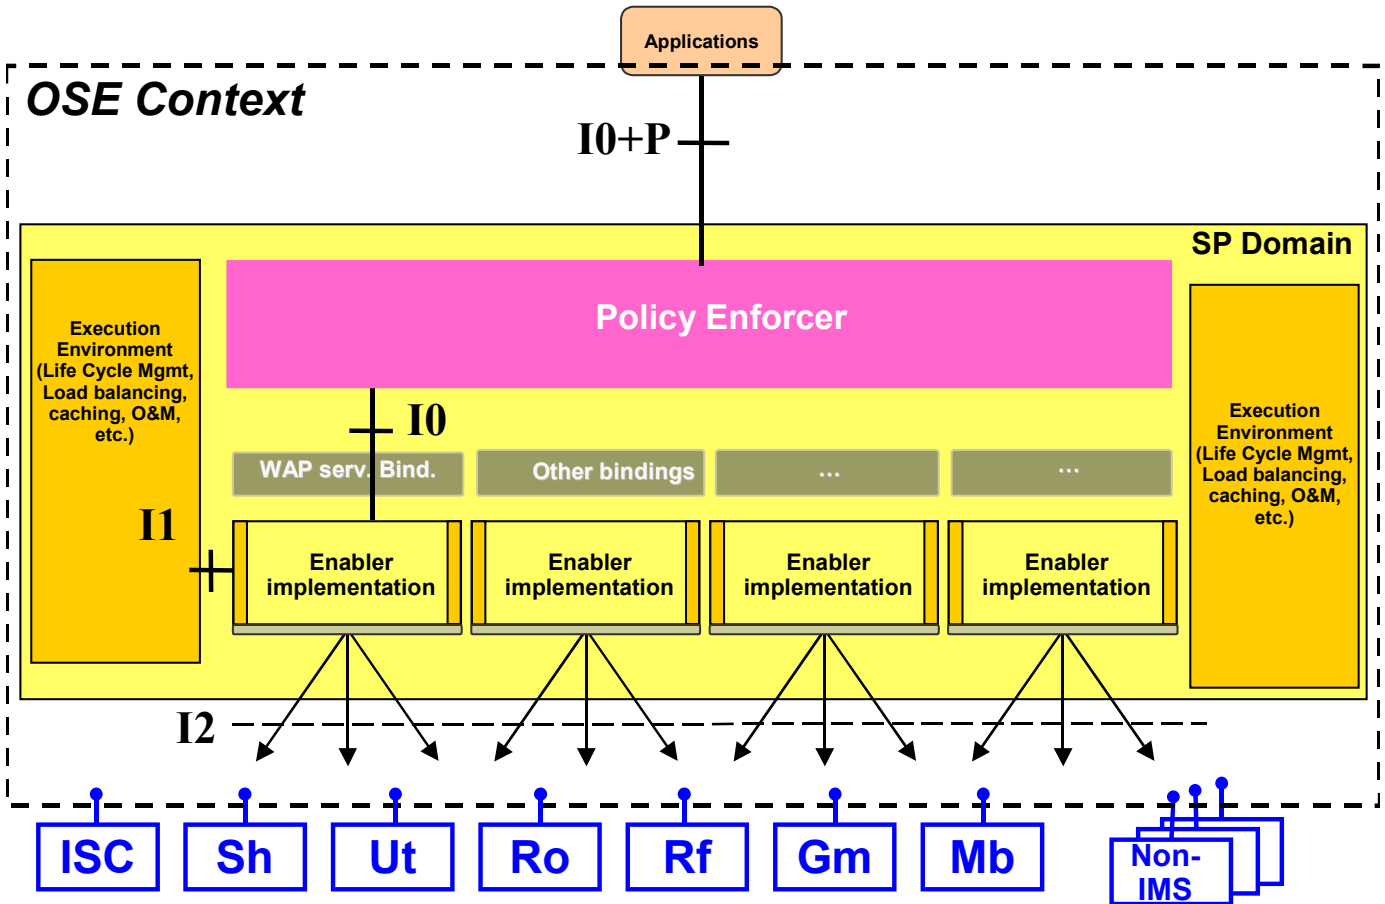 Applications
OSE Context
I0+P
SP Domain
Policy Enforcer
Execution
Environment
(Life Cycle Mgmt,
Load balancing,
caching, O&M,
etc.)
I0
WAP serv. Bind.
Other bindings
...
...
Execution
Environment
(Life Cycle Mgmt,
Load balancing,
caching, O&M,
etc.)
I1
Enabler
implementation
Enabler
implementation
Enabler
implementation
Enabler
implementation
I2
ISC
Sh
Ut
Ro
Rf
Gm
Mb
Non-
IMS